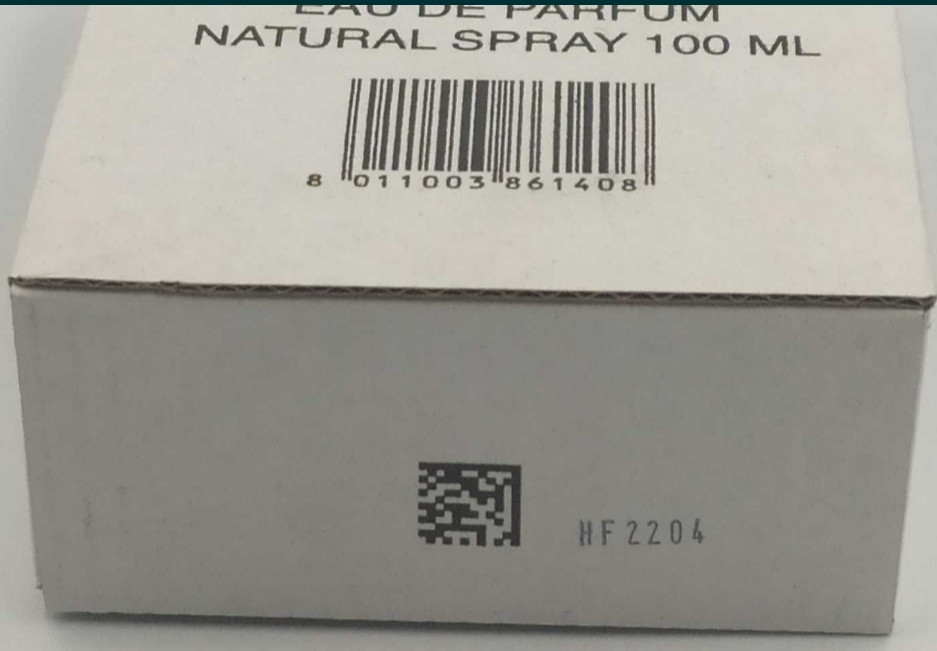 EAU DE PARFUM
NATURAL SPRAY 100 ML
8 011003 861408
HF2204